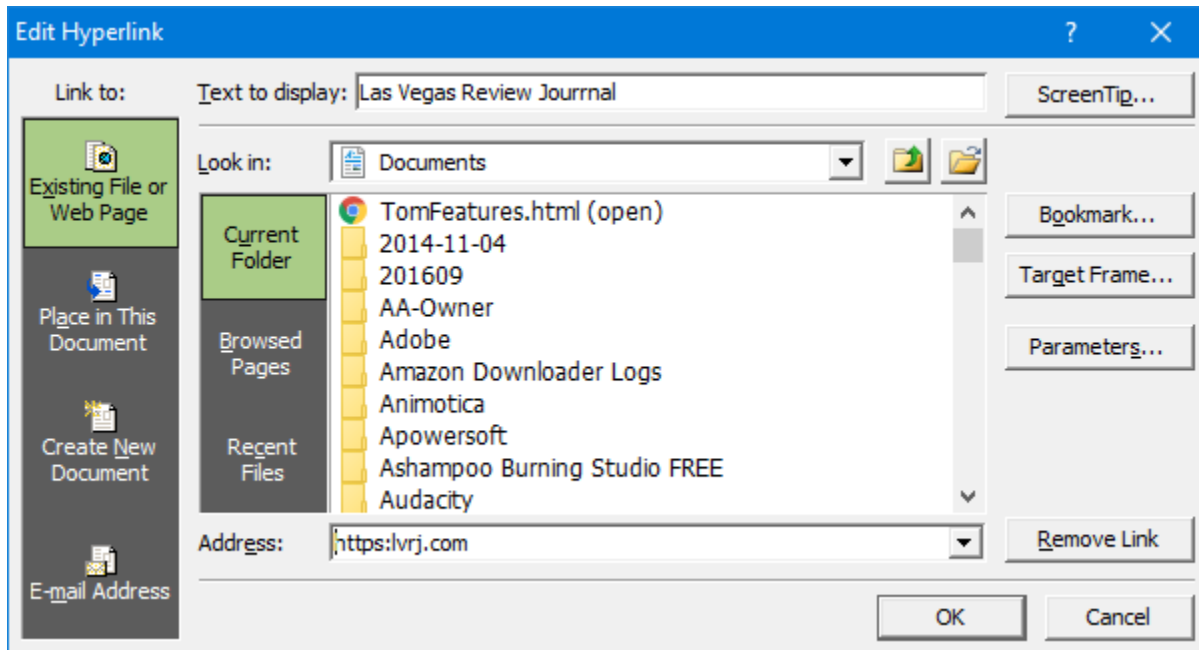 Edit Hyperlink ?
Link to:
Text to display: Las Vegas Review Jourrnal
ScreenTip...
Existing File or
Web Page
Place in This
Document
Create New
Document
E-mail Address
Look in: Documents
Current
Folder
Browsed
Pages
Recent
Files
TomFeatures.html (open)
2014-11-04
201609
AA-Owner
Adobe
Amazon Downloader Logs
Animotica
Apowersoft
Ashampoo Burning Studio FREE
Audacity
Bookmark...
Target Frame...
Parameters...
Address: https:lvrj.com
Remove Link
OK
Cancel